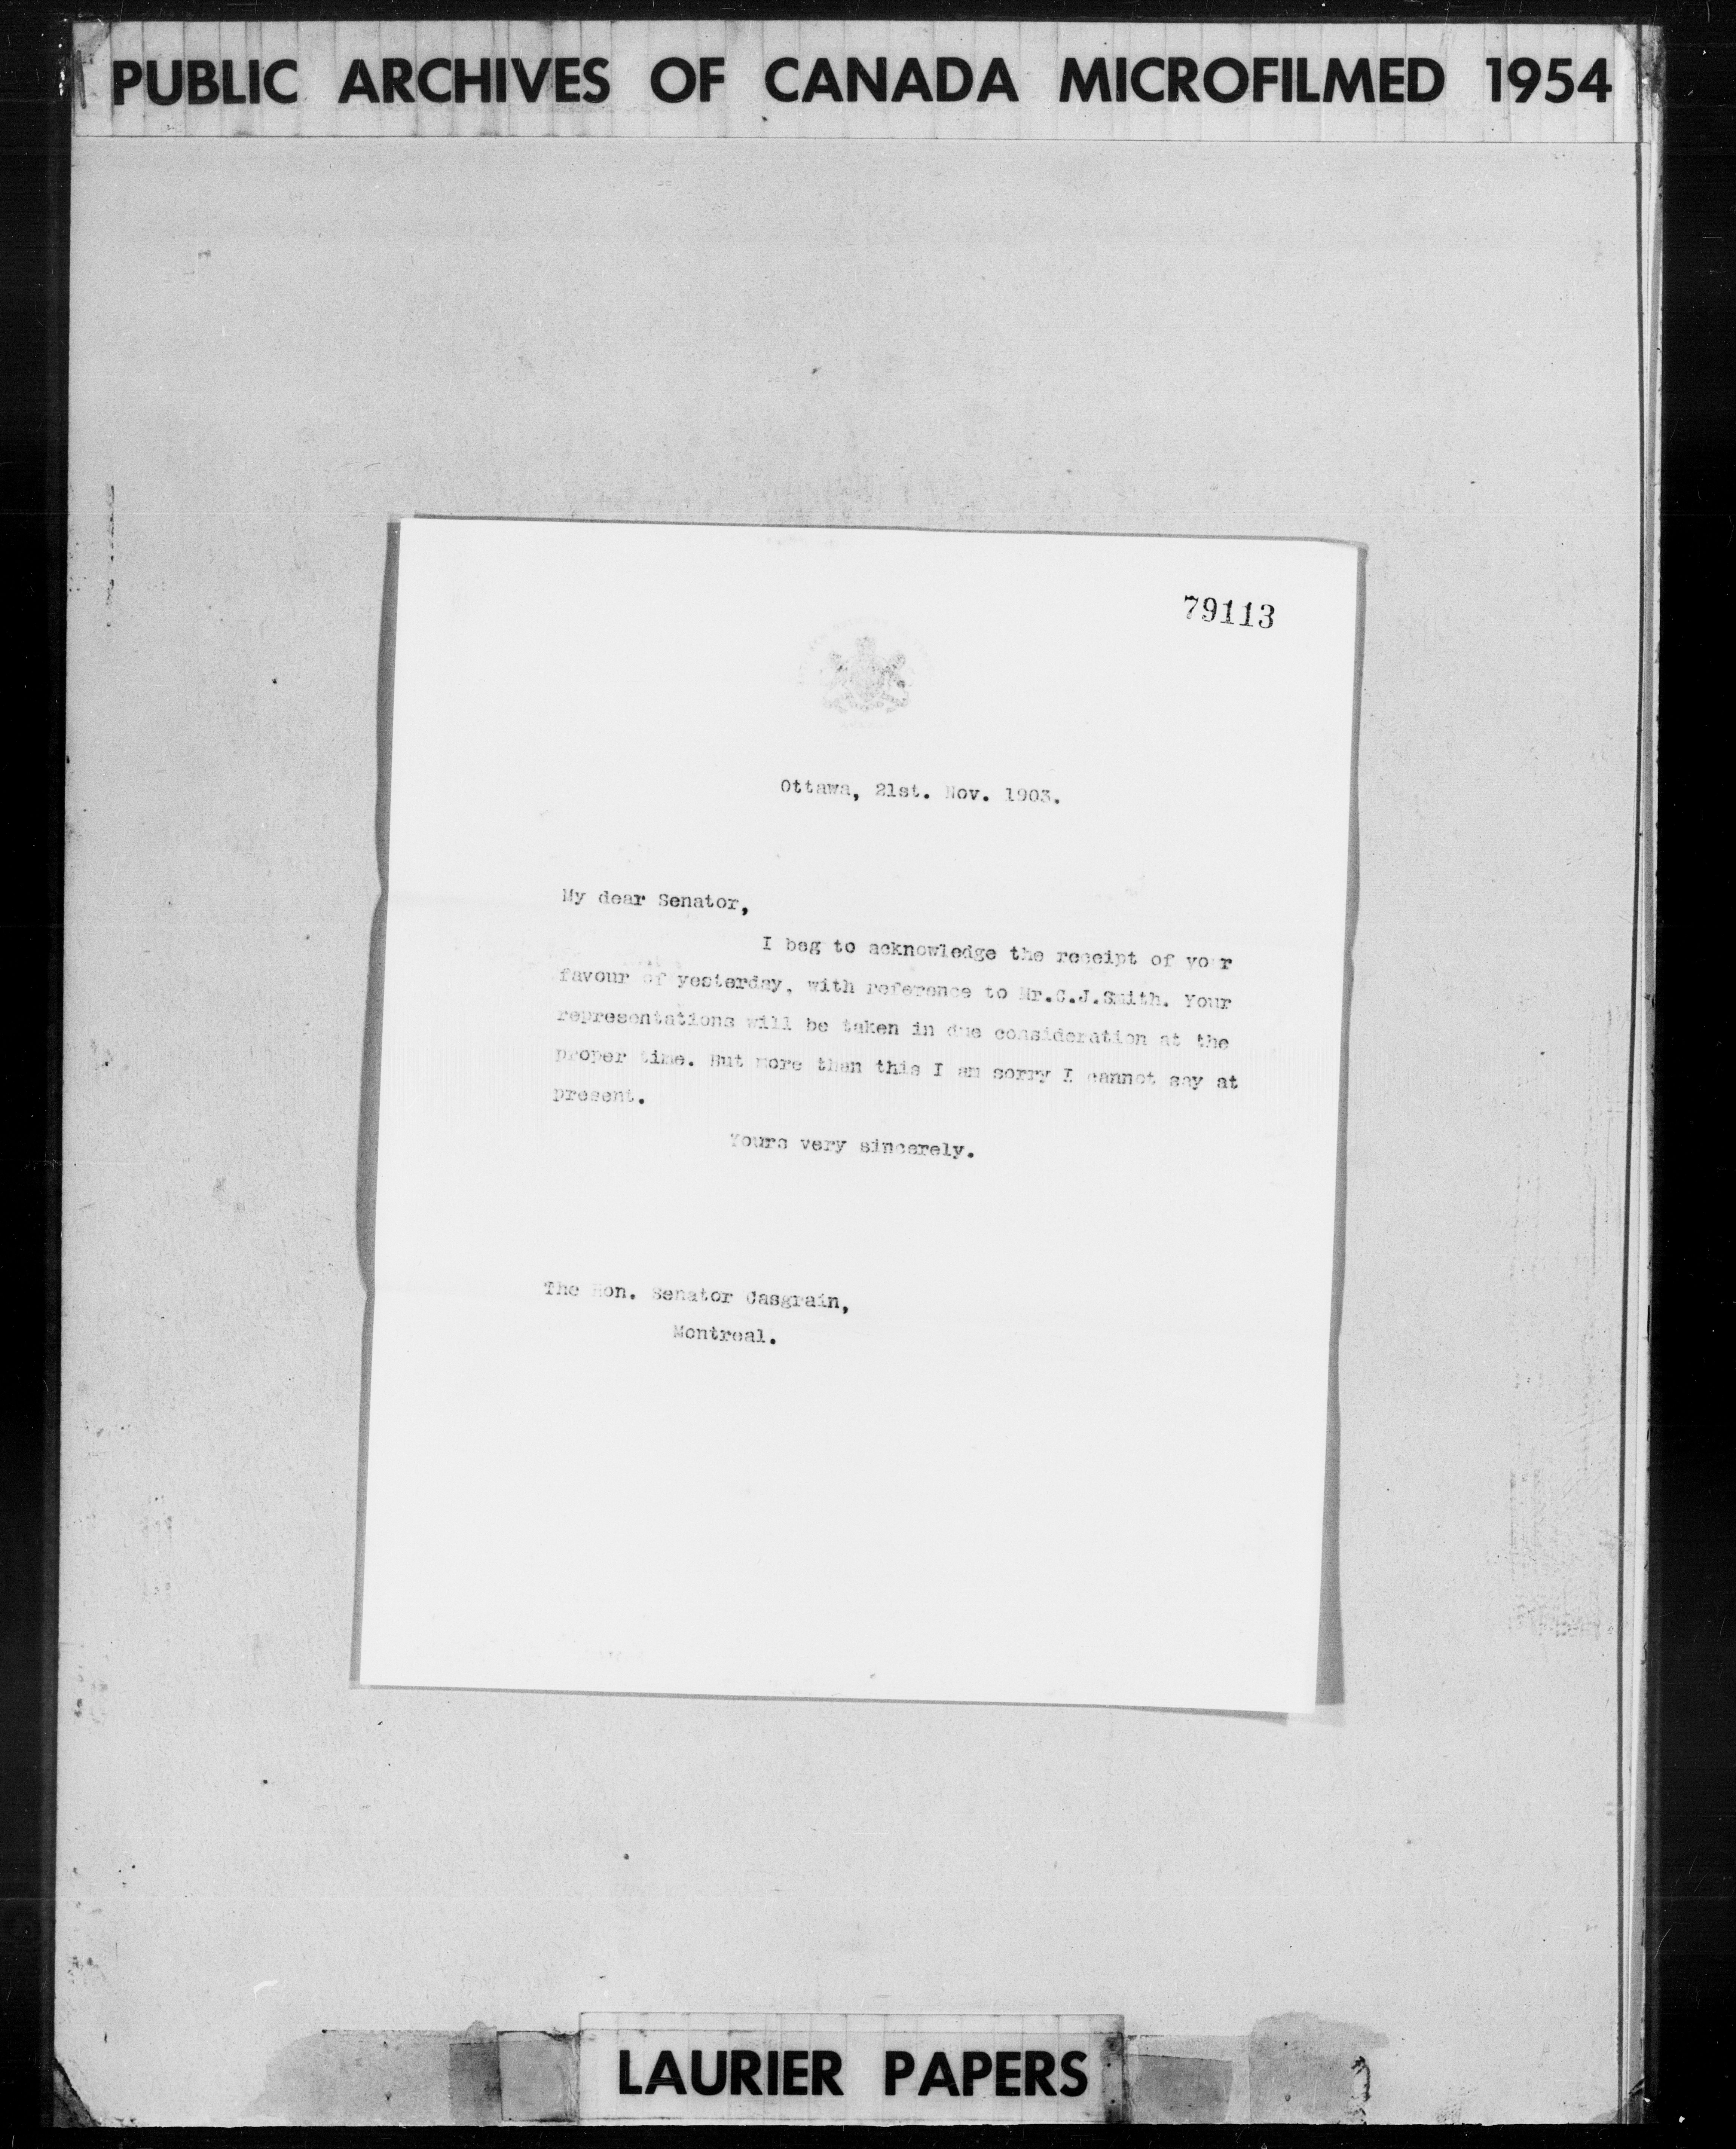 PUBLIC ARCHIVES OF CANADA MICROFILMED 1954
79113
Ottawa, 21st. Nov. 1903.
My dear Senator,
I beg to acknowledge the receipt of your
favour of yesterday, with reference to Mr.C.J.Smith. Your
representations will be taken in due consideration at the
proper time. But more than this I am sorry I cannot say at
present.
Yours very sincerely.
The Hon. Senator Casgrain,
Montreal.
LAURIER PAPERS